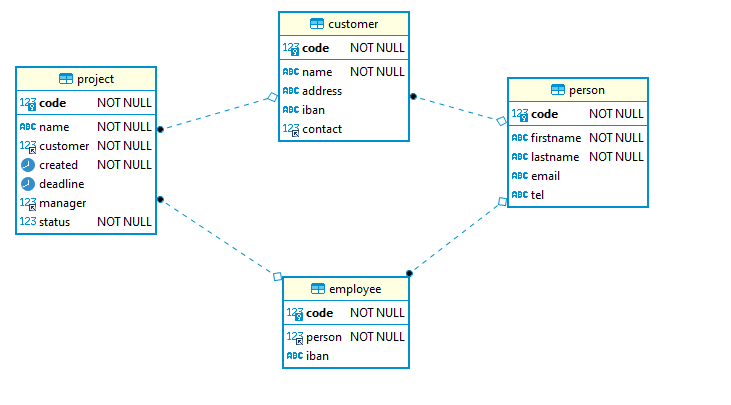 customer
123 code NOT NULL
ABC name NOT NULL
ABC address
ABC iban
123 contact
project
123 code NOT NULL
ABC name NOT NULL
123 customer NOT NULL
created NOT NULL
deadline
123 manager
123 status NOT NULL
person
123 code NOT NULL
ABC firstname NOT NULL
ABC lastname NOT NULL
ABC email
ABC tel
employee
123 code NOT NULL
123 person NOT NULL
ABC iban